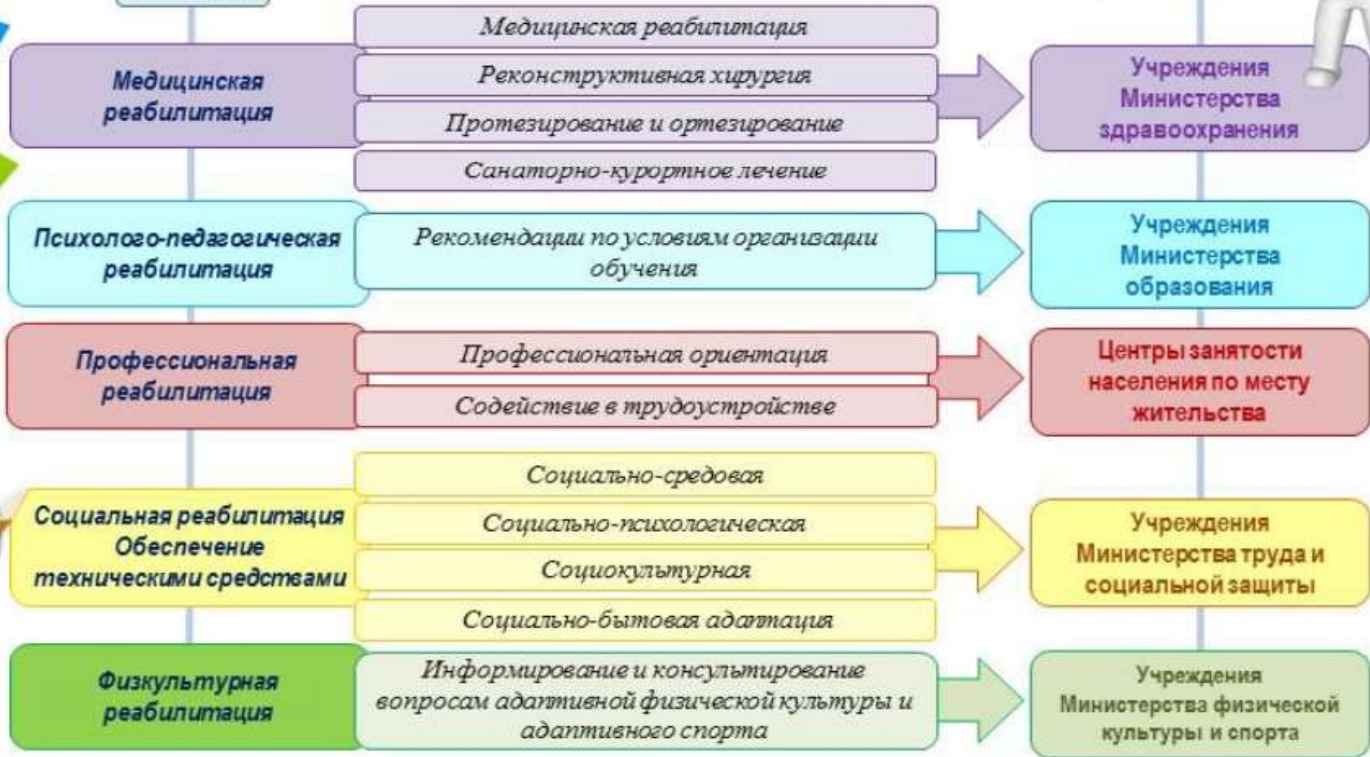 Медицинская
реабилитация
Медицинская реабилитация
Реконструктивная хирургия
Протезирование и ортезирование
Санаторно-курортное лечение
Учреждения
Министерства
здравоохранения
Психолого-педагогическая
реабилитация
Рекомендации по условиям организации
обучения
Учреждения
Министерства
образования
Профессиональная
реабилитация
Профессиональная ориентация
Содействие в трудоустройстве
Центры занятости
населения по месту
жительства
Социальная реабилитация
Обеспечение
техническими средствами
Социально-средовая
Социально-психологическая
Социокультурная
Социально-бытовая адаптация
Учреждения
Министерства труда и
социальной защиты
Физкультурная
реабилитация
Информирование и консультирование
вопросам адаптивной физической культуры и
адаптивного спорта
Учреждения
Министерства физической
культуры и спорта